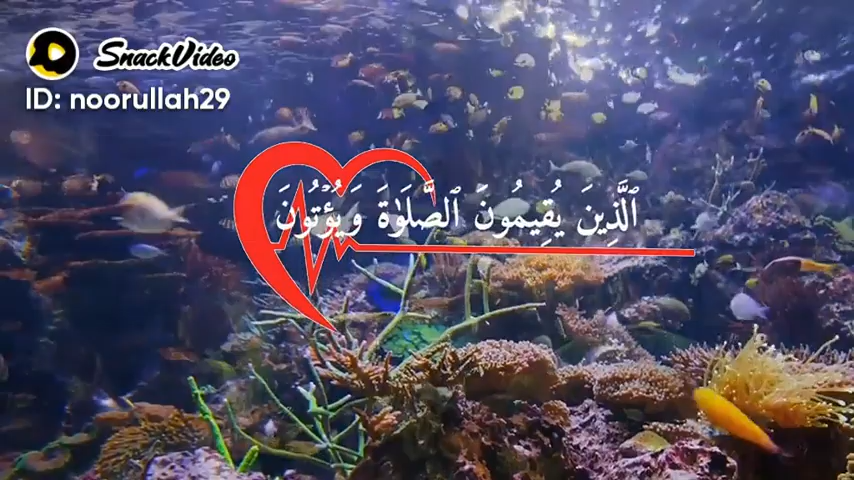 SnackVideo
ID: noorullah29
ٱلَّذِينَ يُقِيمُونَ ٱلصَّلَوٰةَ وَيُؤْتُونَ